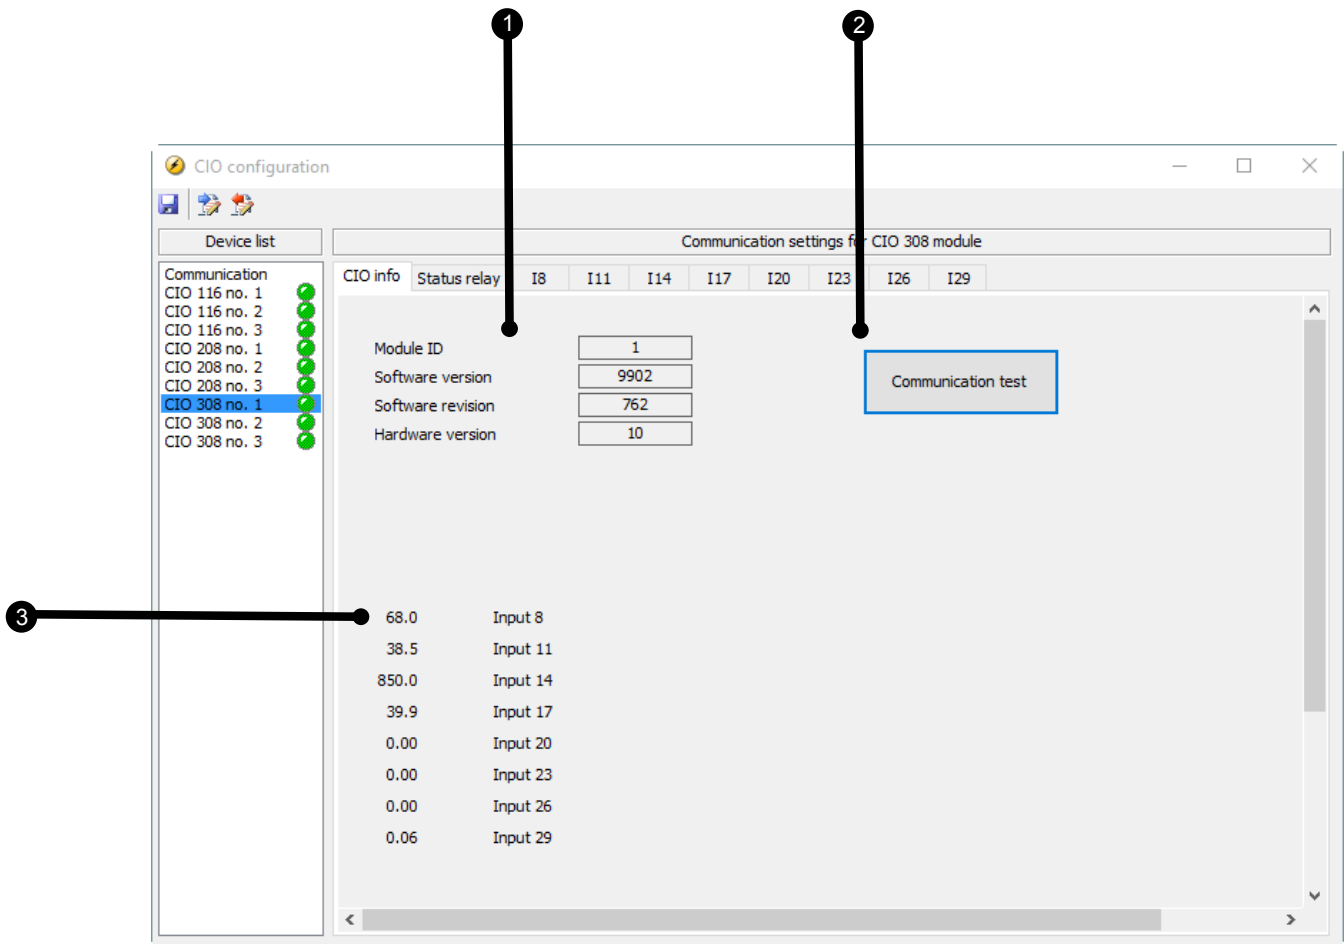 1
2
CIO configuration
Device list
Communication settings for CIO 308 module
Communication
CIO 116 no. 1
CIO 116 no. 2
CIO 116 no. 3
CIO 208 no. 1
CIO 208 no. 2
CIO 208 no. 3
CIO 308 no. 1
CIO 308 no. 2
CIO 308 no. 3
CIO info Status relay I8 I11 I14 I17 I20 I23 I26 I29
Module ID 1
Software version 9902
Software revision 762
Hardware version 10
Communication test
3
68.0 Input 8
38.5 Input 11
850.0 Input 14
39.9 Input 17
0.00 Input 20
0.00 Input 23
0.00 Input 26
0.06 Input 29